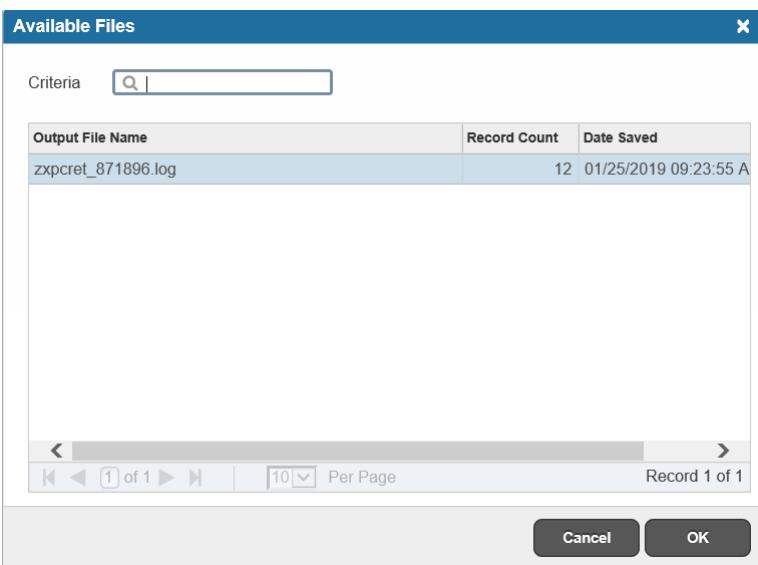 Available Files
Criteria
Output File Name Record Count Date Saved
zxpcret_871896.log 12 01/25/2019 09:23:55 A
1 of 1 10 Per Page Record 1 of 1
Cancel OK